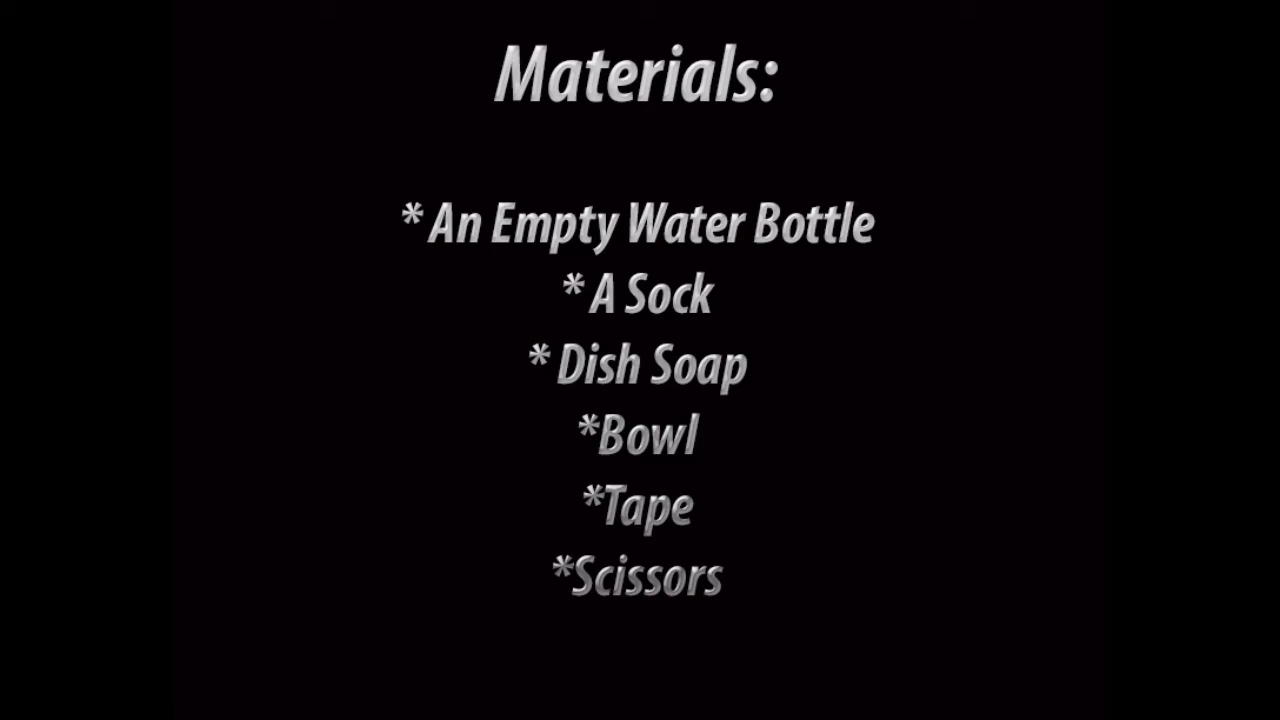 Materials:
* An Empty Water Bottle
* A Sock
* Dish Soap
*Bowl
*Tape
*Scissors